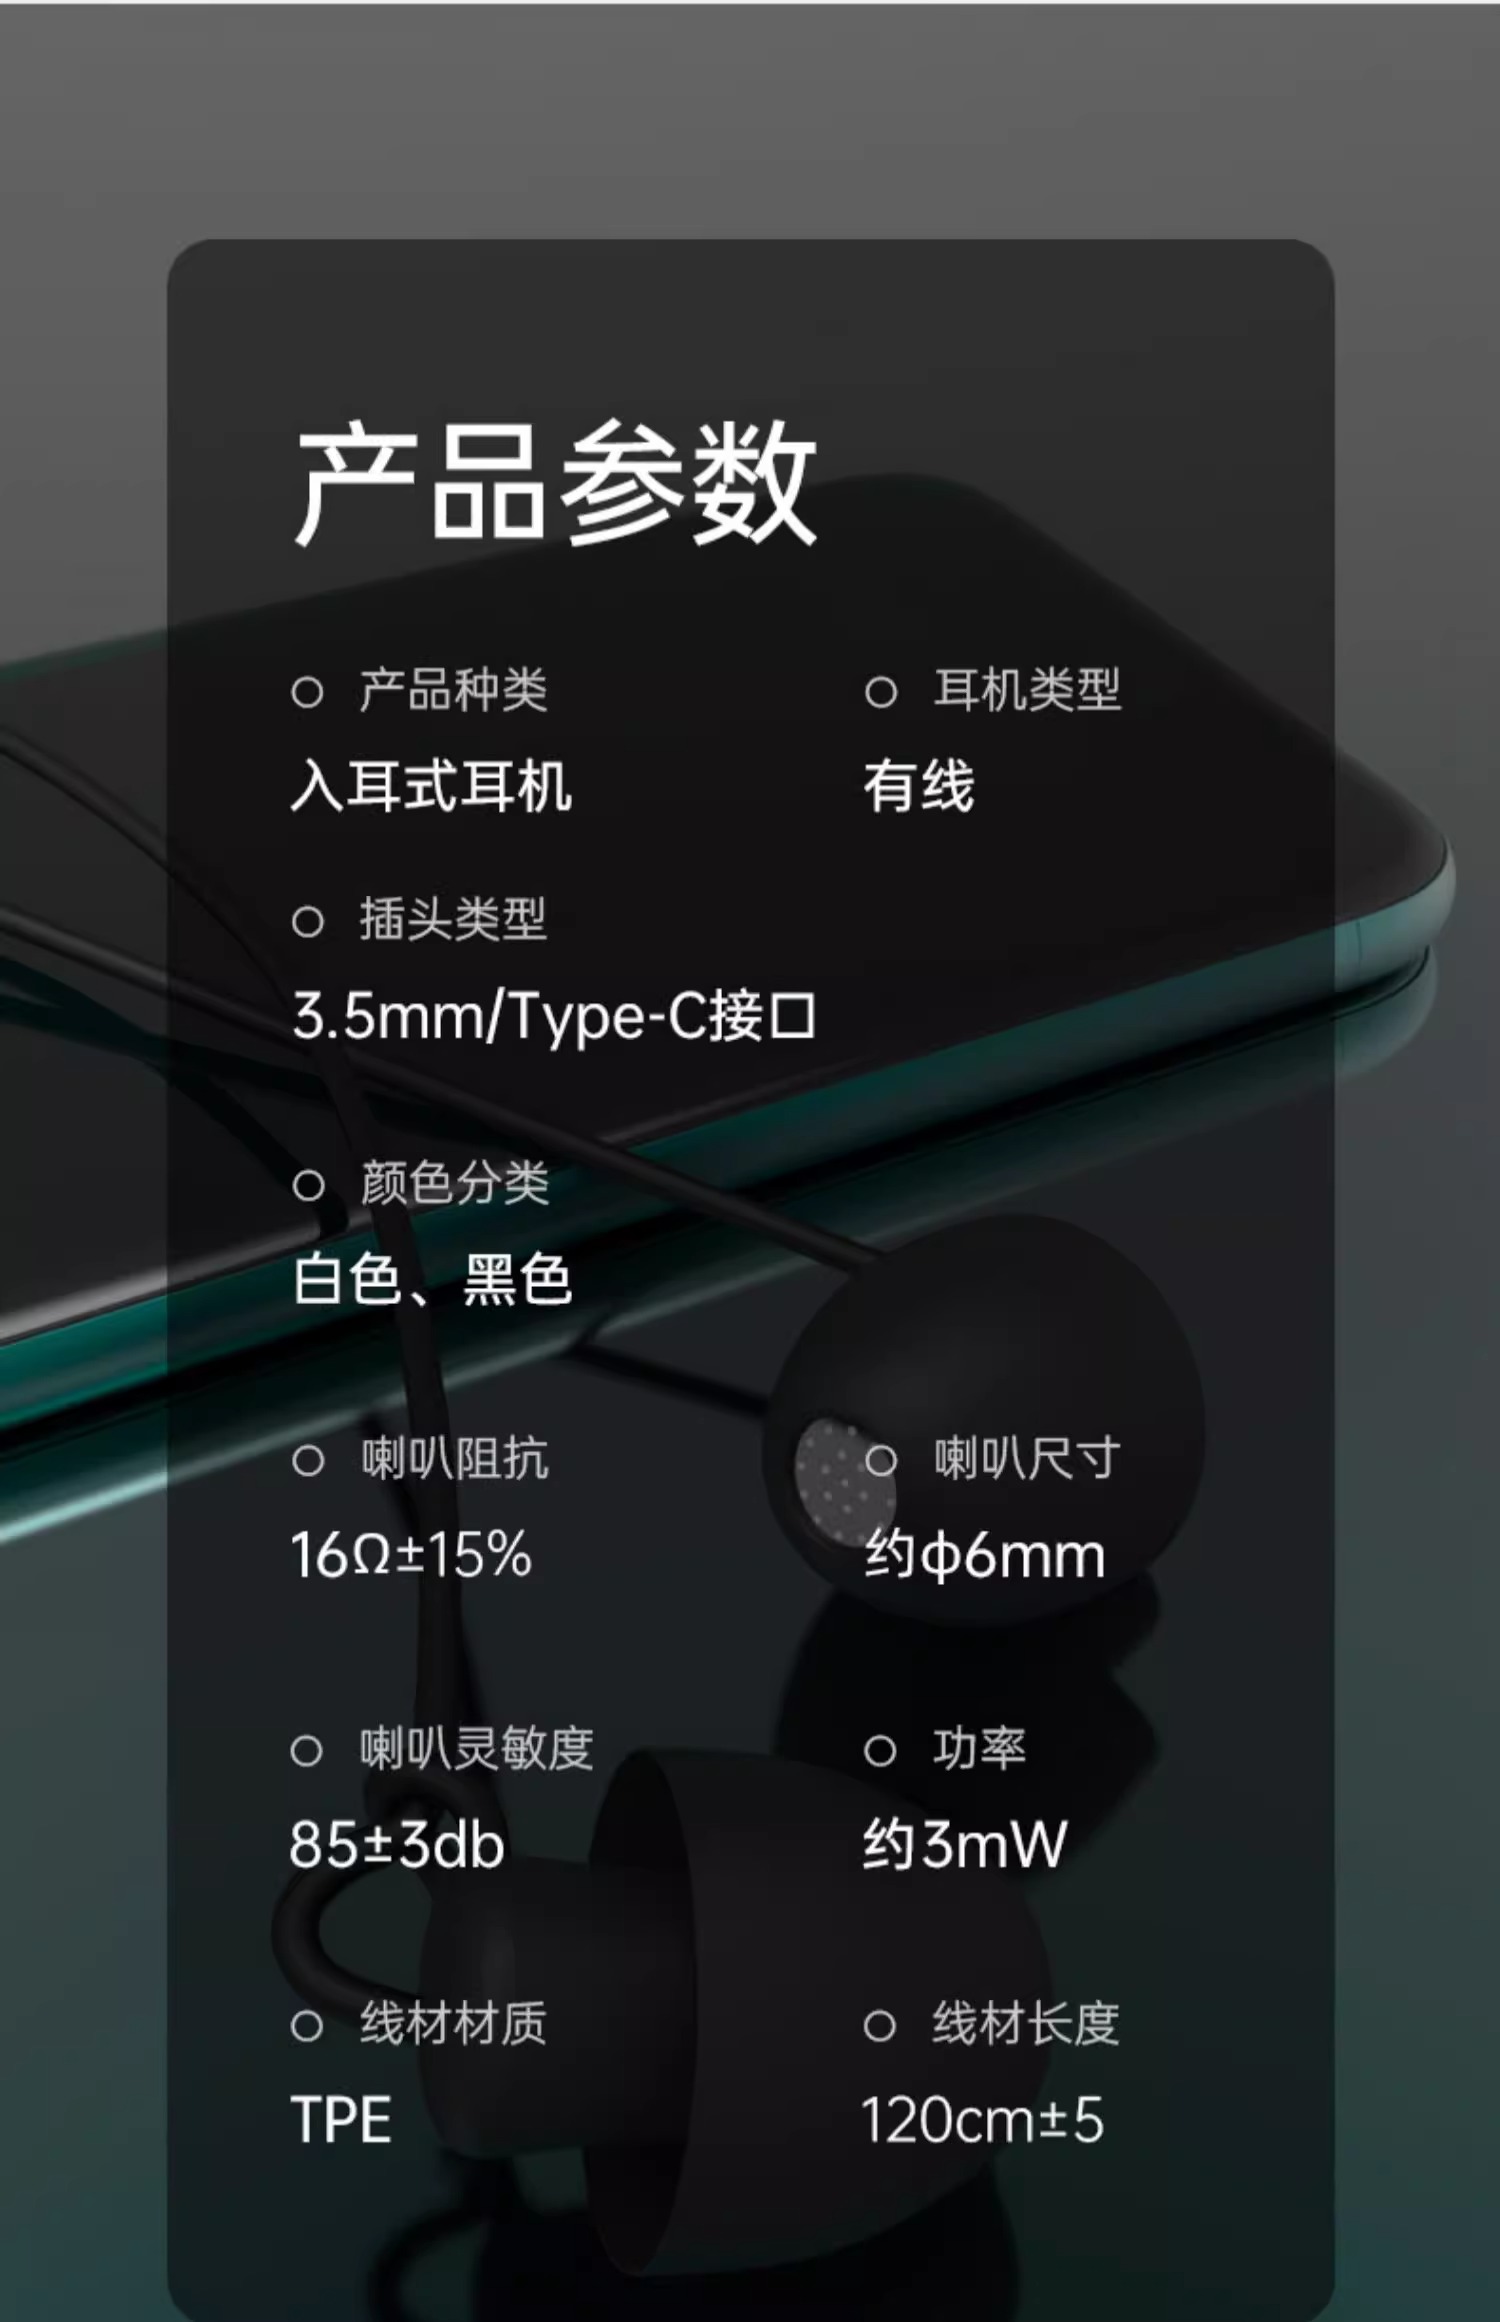 产品参数
产品种类
耳机类型
入耳式耳机
有线
插头类型
3.5mm/Type-C接口
颜色分类
白色、黑色
喇叭阻抗
喇叭尺寸
16Ω±15%
约ф6mm
喇叭灵敏度
功率
85±3db
约3mW
线材材质
线材长度
TPE
120cm±5